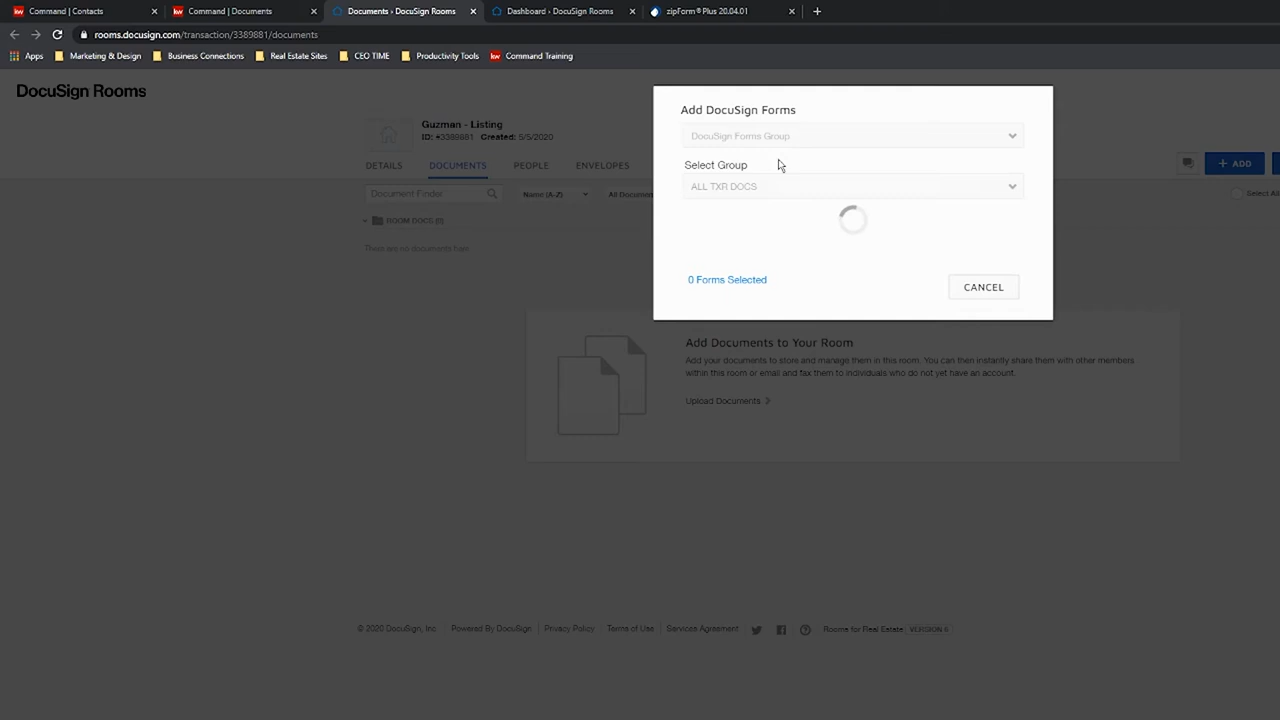 Command | Contacts
Command | Documents
Documents › DocuSign Rooms
Dashboard › DocuSign Rooms
zipForm®Plus 20.04.01
rooms.docusign.com/transaction/3389881/documents
Apps
Marketing & Design
Business Connections
Real Estate Sites
CEO TIME
Productivity Tools
kw Command Training
DocuSign Rooms
Guzman - Listing
ID: #3389881 Created: 5/5/2020
DETAILS
DOCUMENTS
PEOPLE
ENVELOPES
+ ADD
Document Finder
Name (A-Z)
All Documen
Select Al
ROOM DOCS (0)
There are no documents here
Add DocuSign Forms
DocuSign Forms Group
Select Group
ALL TXR DOCS
0 Forms Selected
CANCEL
Add Documents to Your Room
Add your documents to store and manage them in this room. You can then instantly share them with other members
within this room or email and fax them to individuals who do not yet have an account.
Upload Documents >
© 2020 DocuSign, Inc.
Powered By DocuSign
Privacy Policy
Terms of Use
Services Agreement
Rooms for Real Estate VERSION 6